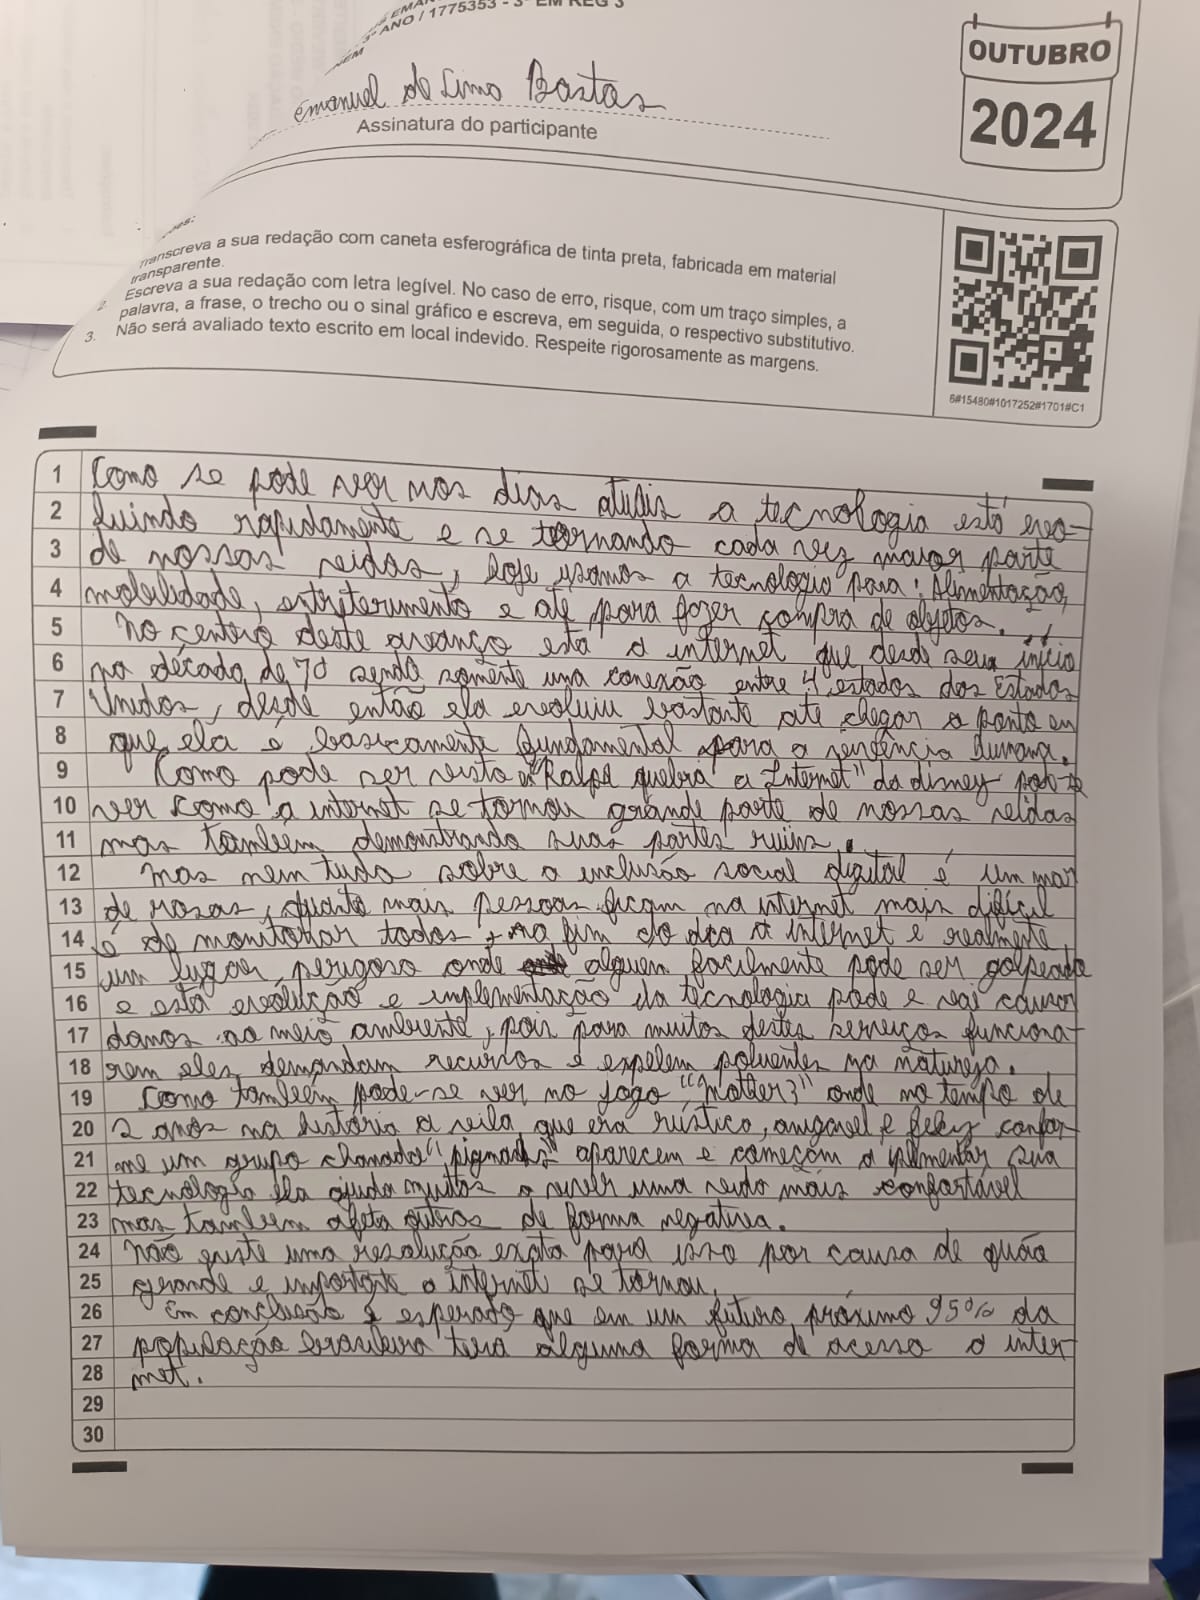 3º ANO / 1775353 - 3ª EM REG 3
OUTUBRO
2024
Emanuel de Lima Bastos
Assinatura do participante
Transcreva a sua redação com caneta esferográfica de tinta preta, fabricada em material
transparente.
2. Escreva a sua redação com letra legível. No caso de erro, risque, com um traço simples, a
palavra, a frase, o trecho ou o sinal gráfico e escreva, em seguida, o respectivo substitutivo.
3. Não será avaliado texto escrito em local indevido. Respeite rigorosamente as margens.
6#15480#1017252#1701#C1
1 Como se pode ver nos dias atuais a tecnologia está evo-
2 luindo rapidamente e se tornando cada vez maior parte
3 de nossas vidas, hoje usamos a tecnologia para: Alimentação,
4 mobilidade, entreterimento e até para fazer compra de objetos.
5 No centro deste avanço está a internet que desde seu início
6 na década de 70 sendo somente uma conexão entre 4 estados dos Estados
7 Unidos, desde então ela evoluiu bastante até chegar a ponto em
8 que ela é basicamente fundamental para a vivência humana.
9 Como pode ser visto "Ralph quebra a Internet" da disney pode-se
10 ver como a internet se tornou grande parte de nossas vidas
11 mas também demonstrando suas partes ruins.
12 Mas nem tudo sobre a inclusão social digital é um mar
13 de rosas, quanto mais pessoas ficam na internet mais difícil
14 é de monitorar todos, no fim do dia a internet é realmente
15 um lugar perigoso onde alguem facilmente pode ser golpeado
16 e esta evolução e implementação da tecnologia pode e vai causar
17 danos ao meio ambiente, pois para muitos destes serviços funciona-
18 rem eles demandam recursos e expelem poluentes na natureza.
19 Como também pode-se ver no jogo "Mother3" onde no tempo de
20 2 anos na história a vila que era rústico, amigavel e feliz confor-
21 me um grupo chamado "pigmasks" aparecem e começam a implementar sua
22 tecnologia ela ajuda muitos a viver uma vida mais confortável
23 mas também afeta outros de forma negativa.
24 Não existe uma resolução exata para isso por causa de quão
25 grande e importante a internet se tornou.
26 Em conclusão é esperado que em um futuro próximo 95% da
27 população brasileira terá alguma forma de acesso a inter-
28 net.
29
30